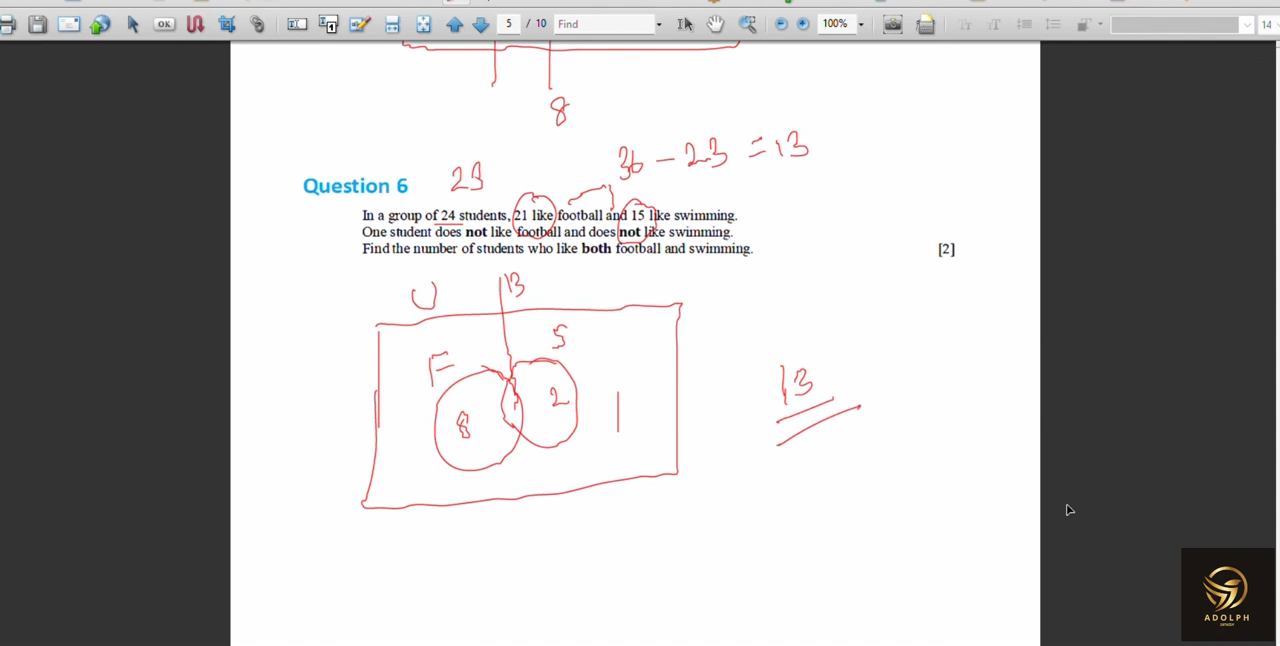 5 / 10 Find 100% 14
8
36 - 23 = 13
23
Question 6
In a group of 24 students, 21 like football and 15 like swimming.
One student does not like football and does not like swimming.
Find the number of students who like both football and swimming. [2]
U 13
S
F
13
8 2 1
ADOLPH